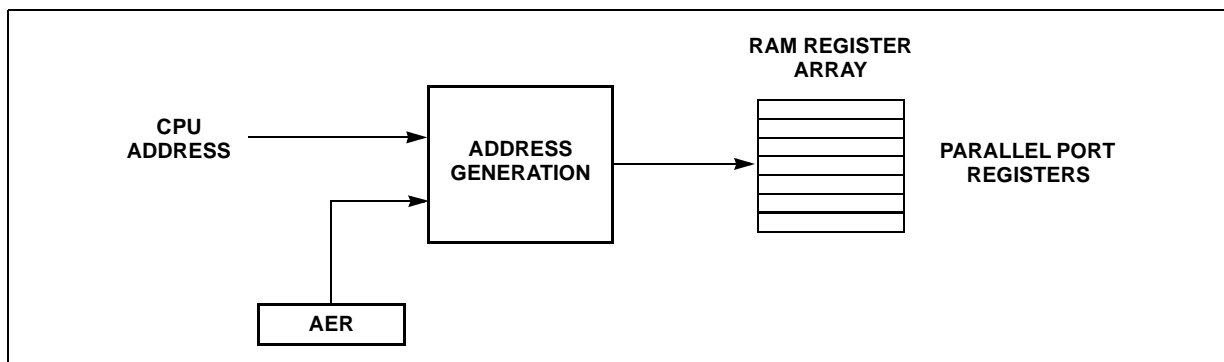 CPU
ADDRESS
ADDRESS
GENERATION
RAM REGISTER
ARRAY
PARALLEL PORT
REGISTERS
AER